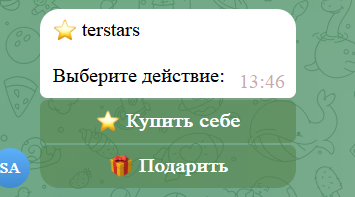 ⭐ terstars
Выберите действие:
13:46
⭐ Купить себе
🎁 Подарить
SA